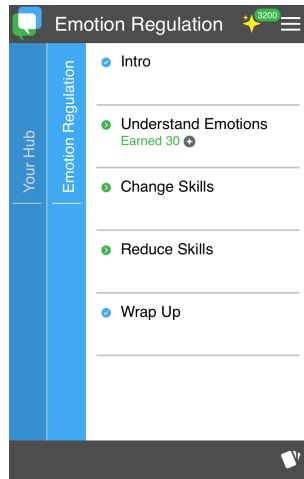 Emotion Regulation
3200
Your Hub
Emotion Regulation
Intro
Understand Emotions
Earned 30
Change Skills
Reduce Skills
Wrap Up